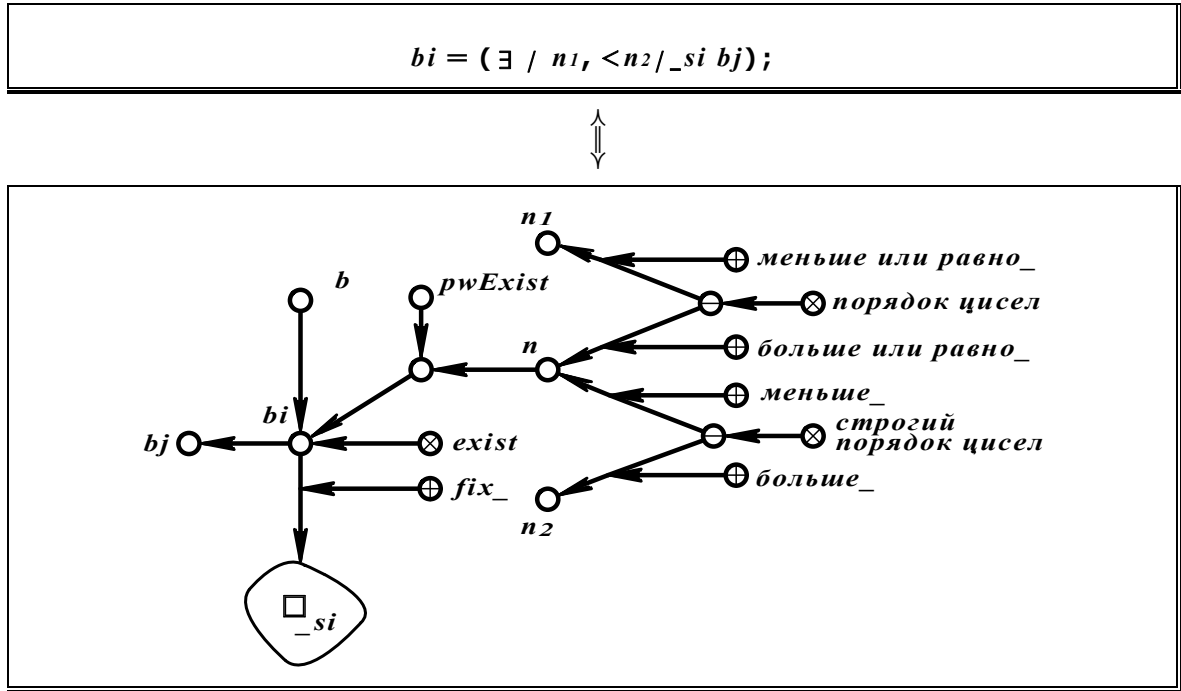 bi = (∃ / n1, <n2/_si bj);
n1
меньше или равно_
b
pwExist
порядок цисел
n
больше или равно_
меньше_
bi
строгий
порядок цисел
bj
exist
fix_
больше_
n2
_si